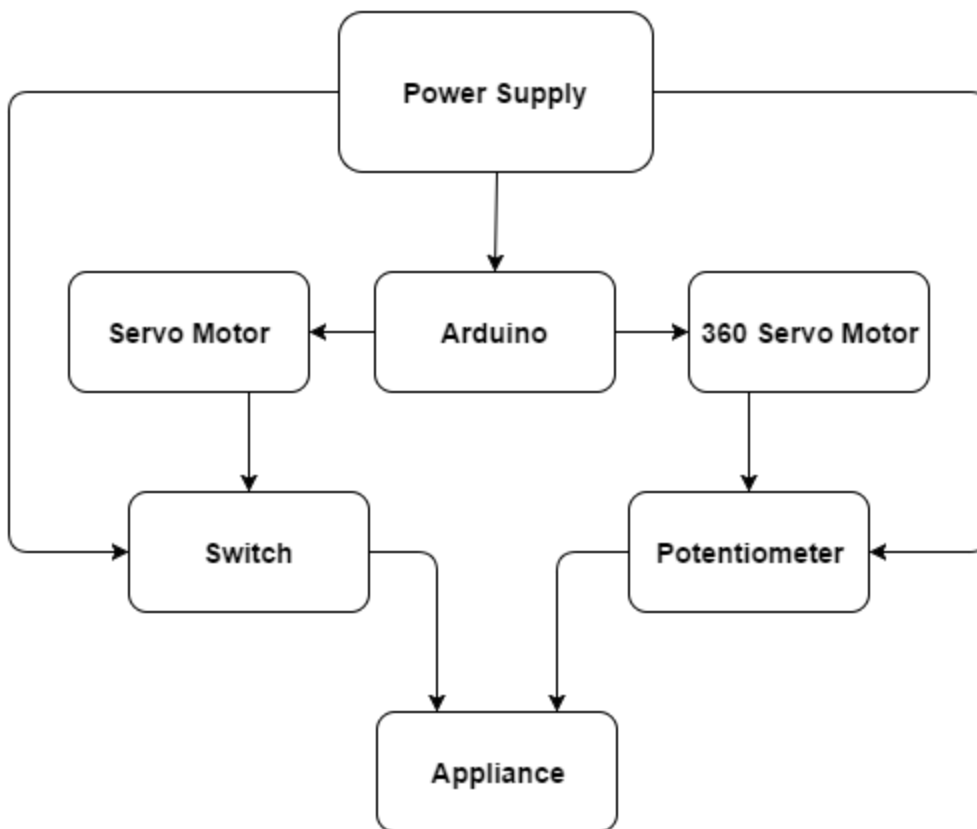 Power Supply
Servo Motor
Arduino
360 Servo Motor
Switch
Potentiometer
Appliance